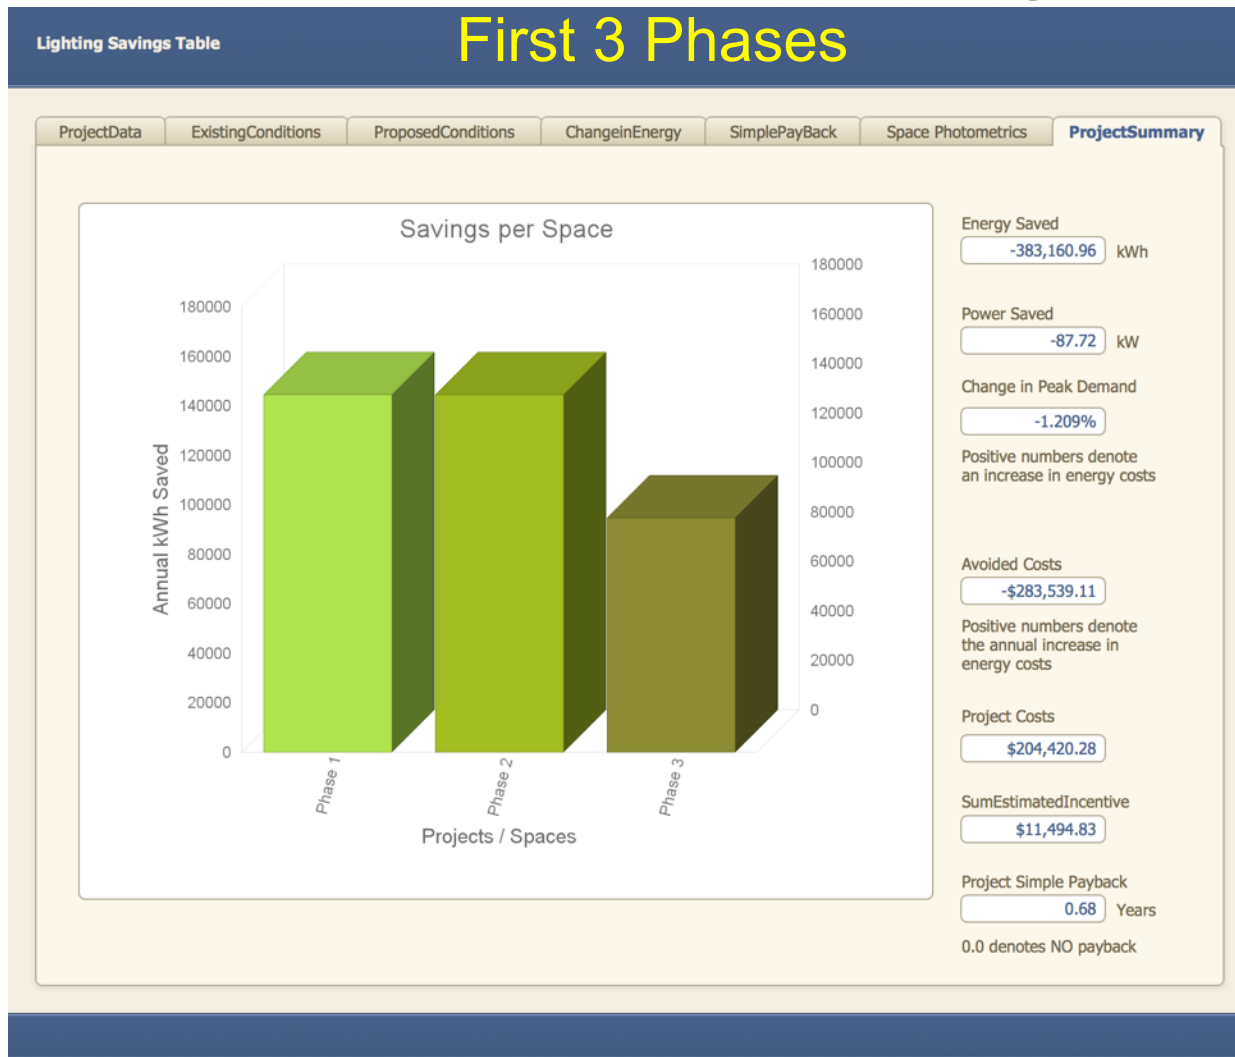 First 3 Phases
Lighting Savings Table
ProjectData
ExistingConditions
ProposedConditions
ChangeinEnergy
SimplePayBack
Space Photometrics
ProjectSummary
Savings per Space
180000
160000
140000
120000
100000
80000
60000
40000
20000
0
Annual kWh Saved
180000
160000
140000
120000
100000
80000
60000
40000
20000
0
Phase 1
Phase 2
Phase 3
Projects / Spaces
Energy Saved
-383,160.96 kWh
Power Saved
-87.72 kW
Change in Peak Demand
-1.209%
Positive numbers denote
an increase in energy costs
Avoided Costs
-$283,539.11
Positive numbers denote
the annual increase in
energy costs
Project Costs
$204,420.28
SumEstimatedIncentive
$11,494.83
Project Simple Payback
0.68 Years
0.0 denotes NO payback